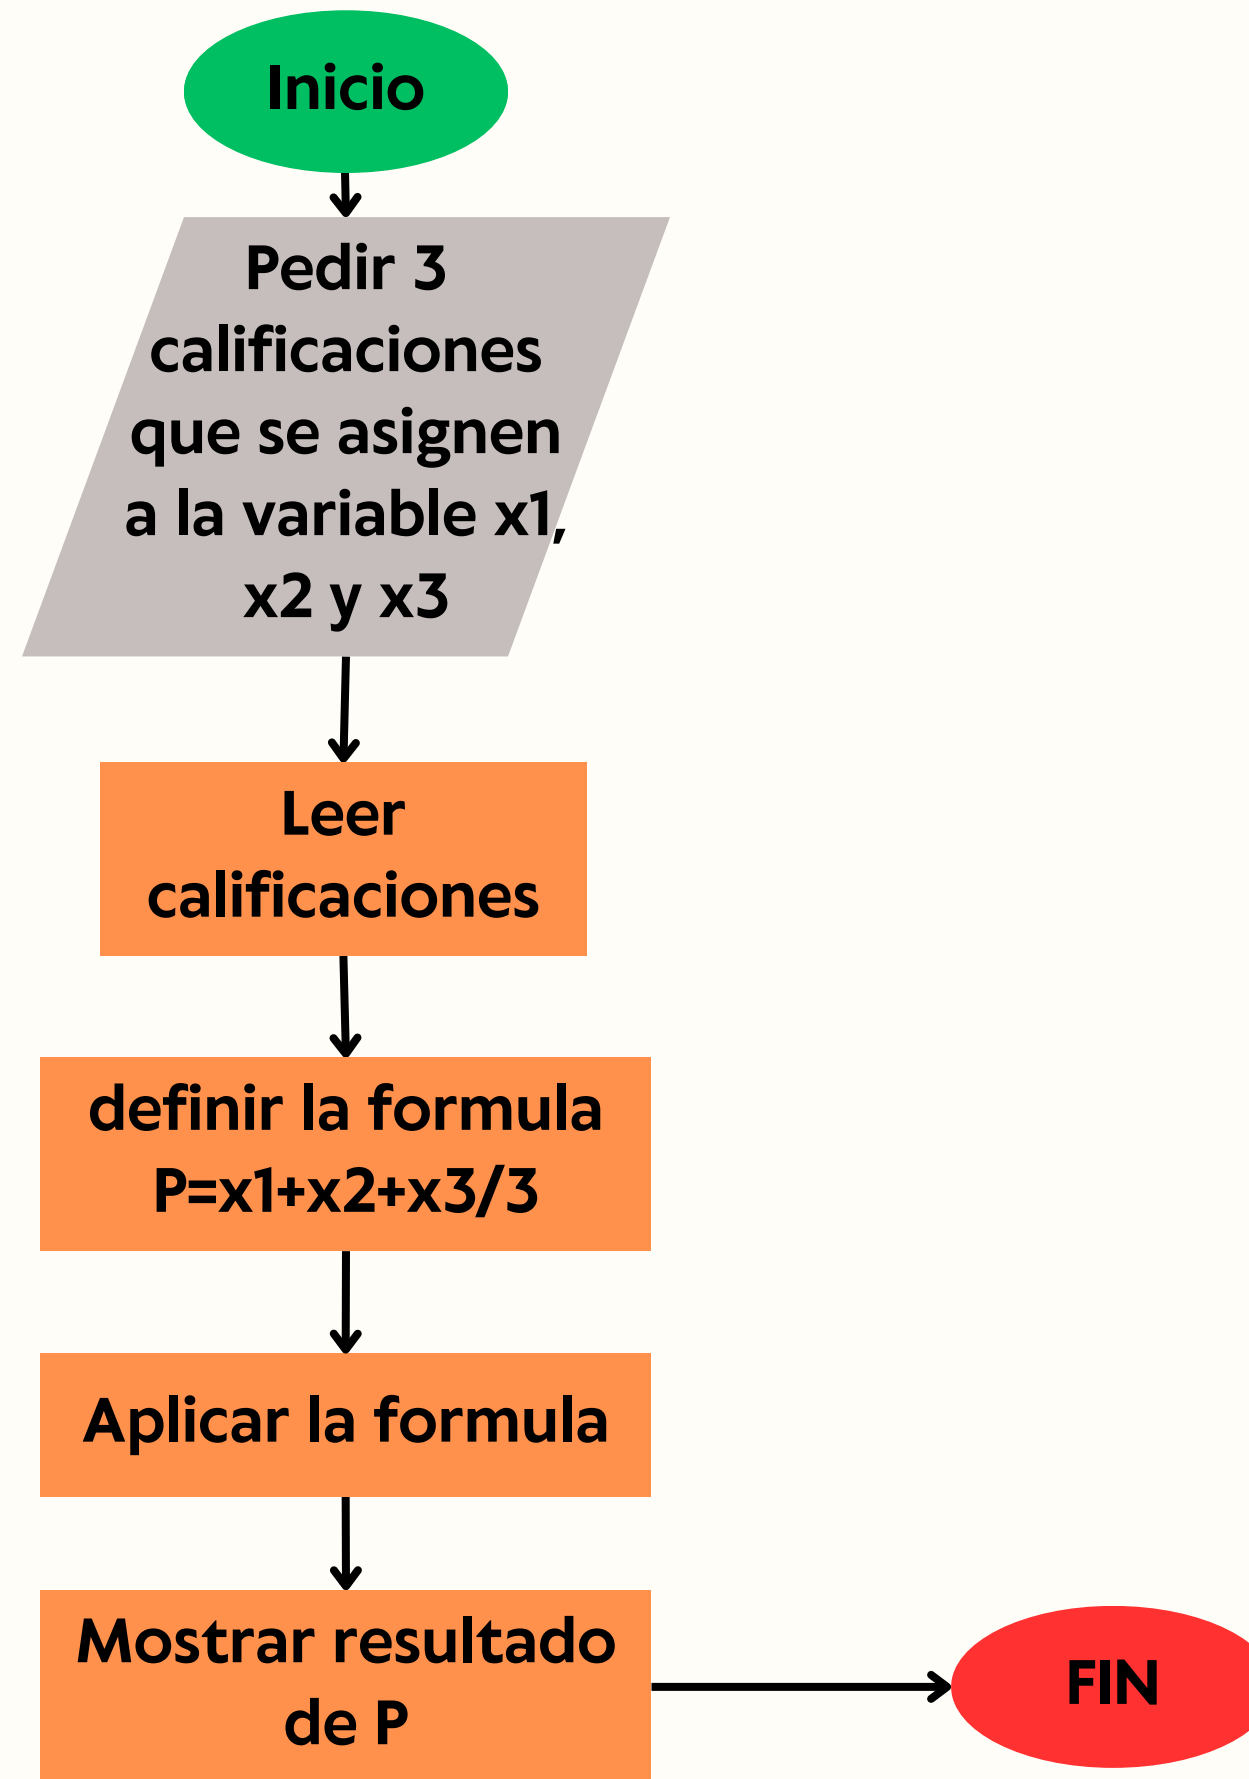 Inicio
Pedir 3
calificaciones
que se asignen
a la variable x1,
x2 y x3
Leer
calificaciones
definir la formula
P=x1+x2+x3/3
Aplicar la formula
Mostrar resultado
de P
FIN